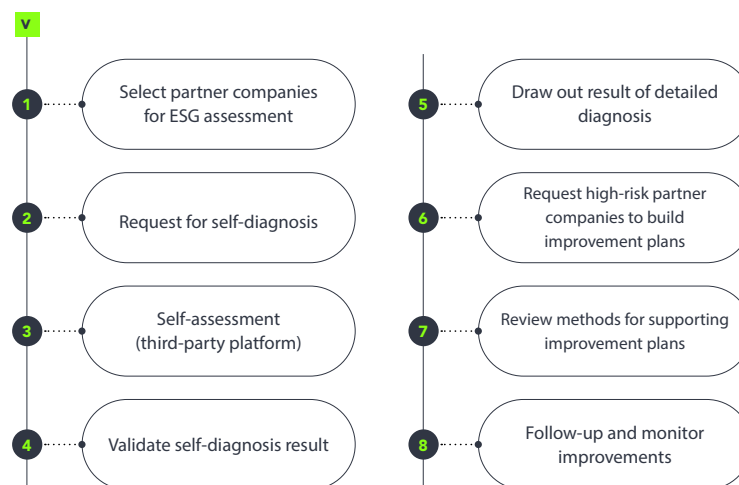 v
1
Select partner companies
for ESG assessment
2
Request for self-diagnosis
3
Self-assessment
(third-party platform)
4
Validate self-diagnosis result
5
Draw out result of detailed
diagnosis
6
Request high-risk partner
companies to build
improvement plans
7
Review methods for supporting
improvement plans
8
Follow-up and monitor
improvements